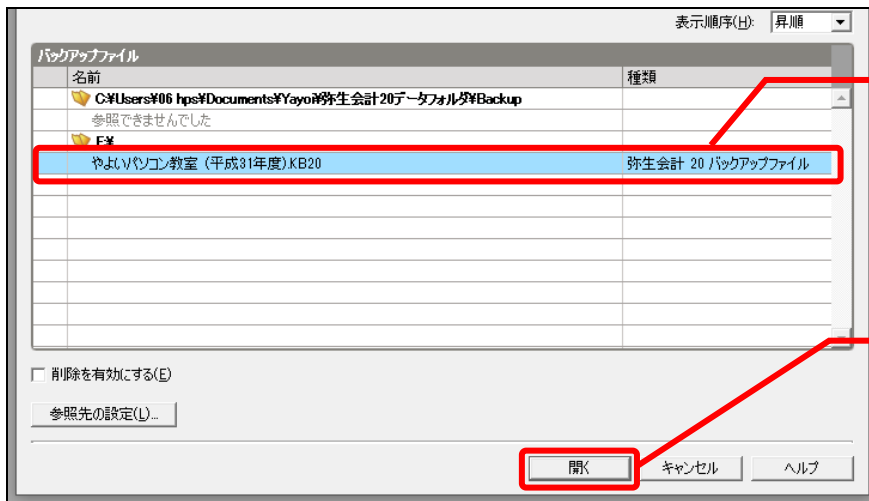 表示順序(H): 昇順
バックアップファイル
名前 種類
C:¥Users¥06 hps¥Documents¥Yayoi¥弥生会計20データフォルダ¥Backup
参照できませんでした
F:¥
やよいパソコン教室（平成31年度）.KB20 弥生会計 20 バックアップファイル
削除を有効にする(E)
参照先の設定(L)...
開く キャンセル ヘルプ